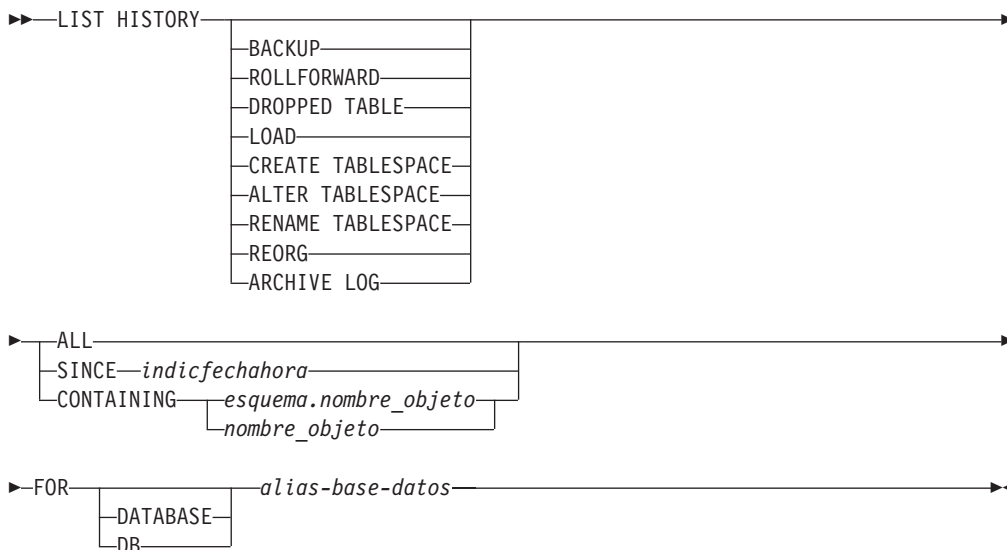 LIST HISTORY
BACKUP
ROLLFORWARD
DROPPED TABLE
LOAD
CREATE TABLESPACE
ALTER TABLESPACE
RENAME TABLESPACE
REORG
ARCHIVE LOG
ALL
SINCE indicfechahora
CONTAINING esquema.nombre_objeto
nombre_objeto
FOR alias-base-datos
DATABASE
DB